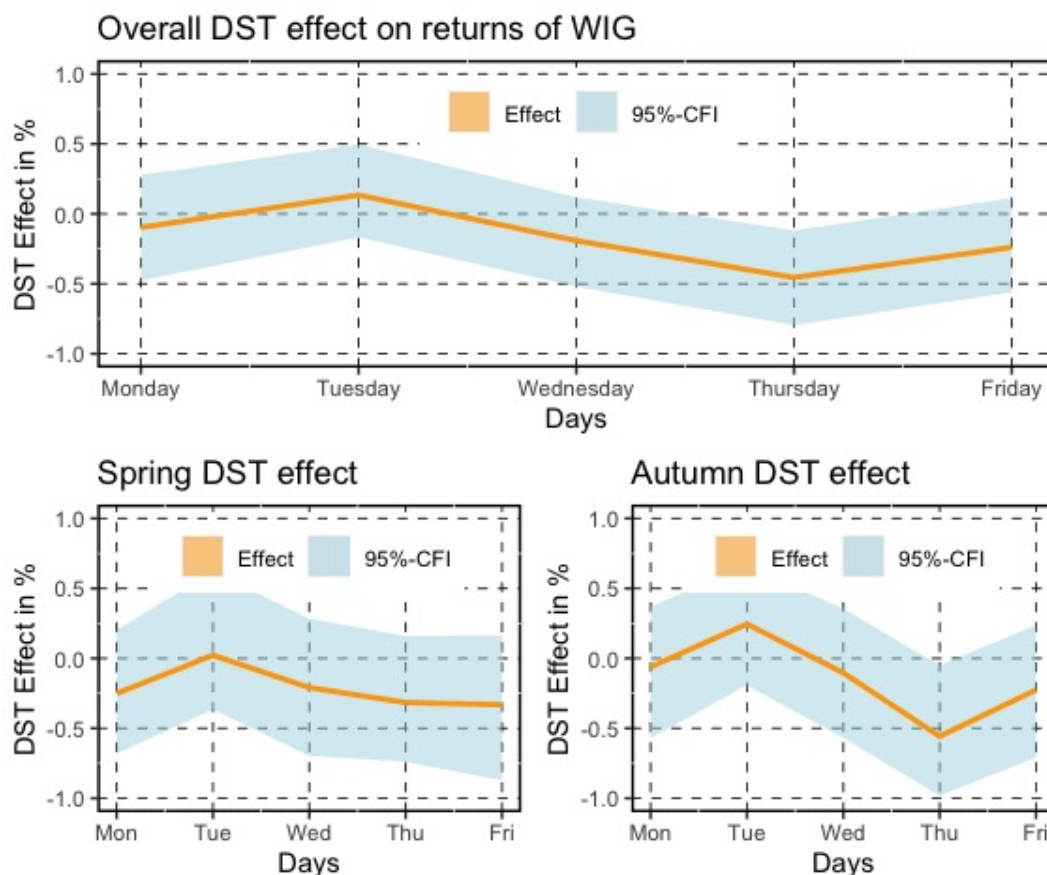 Overall DST effect on returns of WIG
DST Effect in %
1.0
0.5
0.0
-0.5
-1.0
Effect 95%-CFI
Monday Tuesday Wednesday Thursday Friday
Days
Spring DST effect
DST Effect in %
1.0
0.5
0.0
-0.5
-1.0
Effect 95%-CFI
Mon Tue Wed Thu Fri
Days
Autumn DST effect
DST Effect in %
1.0
0.5
0.0
-0.5
-1.0
Effect 95%-CFI
Mon Tue Wed Thu Fri
Days